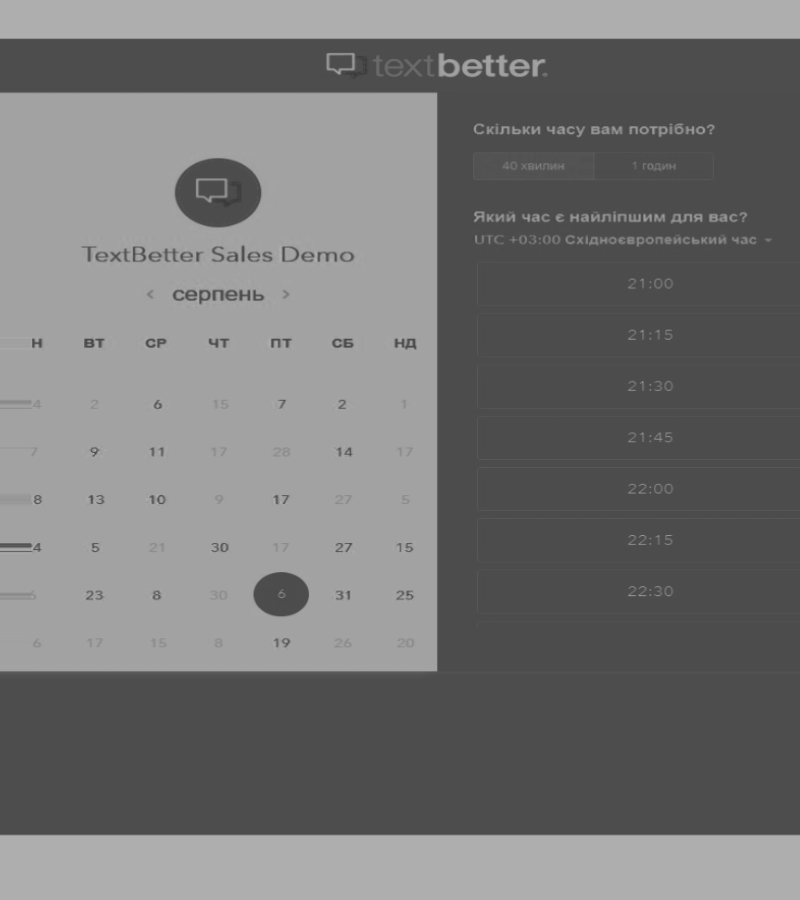 textbetter.
TextBetter Sales Demo
< серпень >
Н ВТ СР ЧТ ПТ СБ НД
4 2 6 15 7 2 1
7 9 11 17 28 14 17
8 13 10 9 17 27 5
4 5 21 30 17 27 15
6 23 8 30 6 31 25
6 17 15 8 19 26 20
Скільки часу вам потрібно?
40 хвилин 1 годин
Який час є найліпшим для вас?
UTC +03:00 Східноєвропейський час
21:00
21:15
21:30
21:45
22:00
22:15
22:30